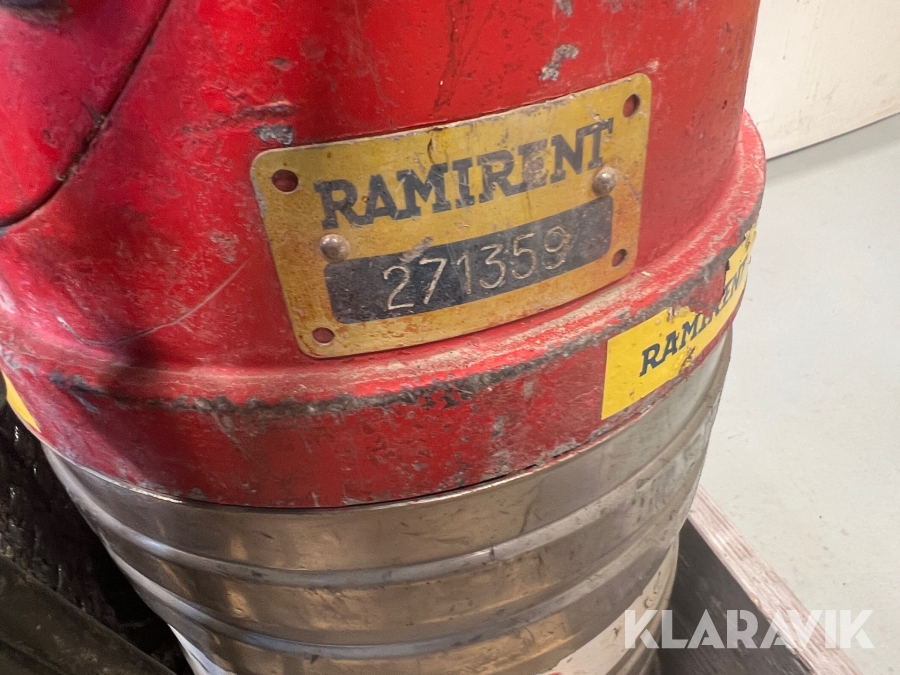 RAMIRENT
271359
RAMIRENT
KLARAVIK